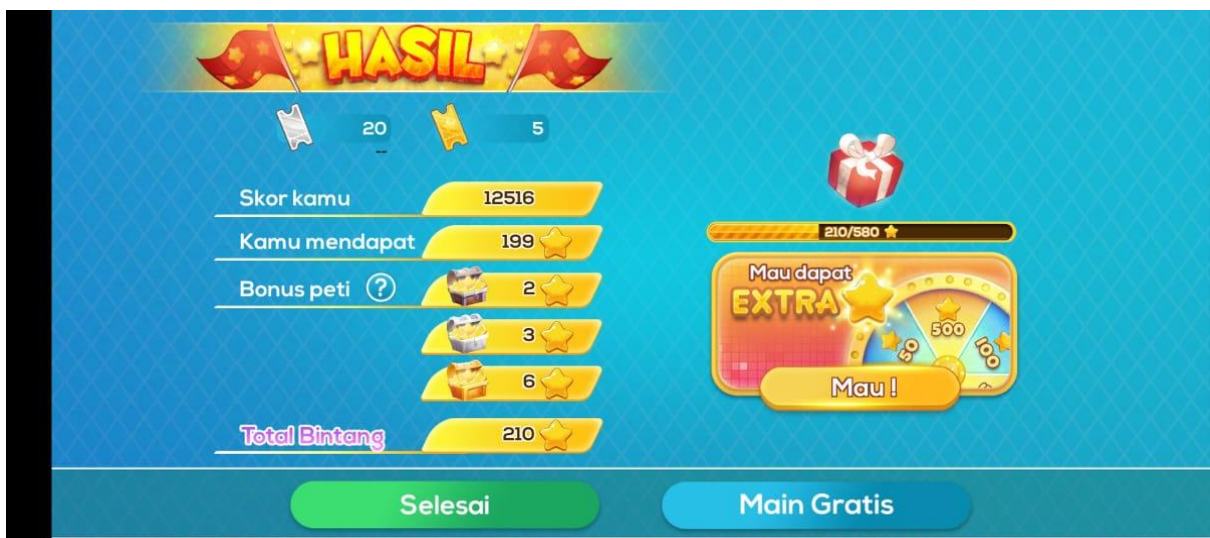 HASIL
20 5
--
Skor kamu 12516
Kamu mendapat 199
Bonus peti ? 2
3
6
Total Bintang 210
210/580
Mau dapat
EXTRA
50 500 100
Mau !
Selesai
Main Gratis